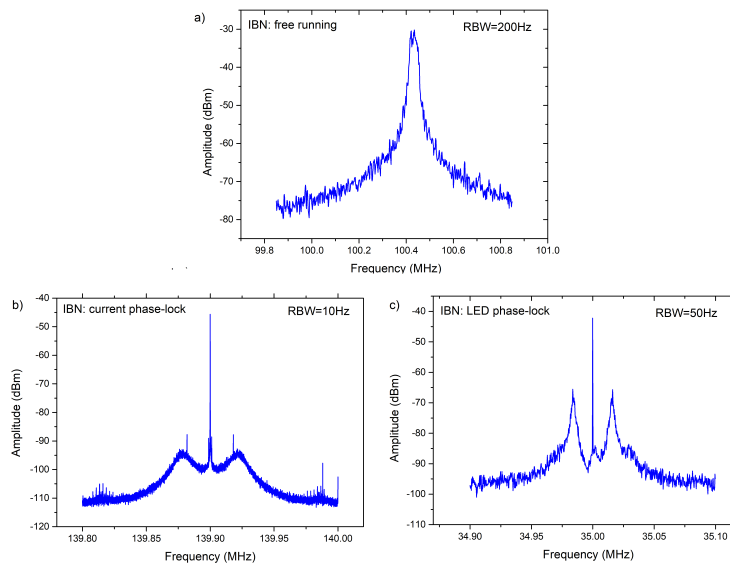 a)
IBN: free running
RBW=200Hz
-30
-40
-50
-60
-70
-80
Amplitude (dBm)
99.8
100.0
100.2
100.4
100.6
100.8
101.0
Frequency (MHz)
b)
IBN: current phase-lock
RBW=10Hz
-40
-50
-60
-70
-80
-90
-100
-110
-120
Amplitude (dBm)
139.80
139.85
139.90
139.95
140.00
Frequency (MHz)
c)
IBN: LED phase-lock
RBW=50Hz
-40
-50
-60
-70
-80
-90
-100
-110
Amplitude (dBm)
34.90
34.95
35.00
35.05
35.10
Frequency (MHz)